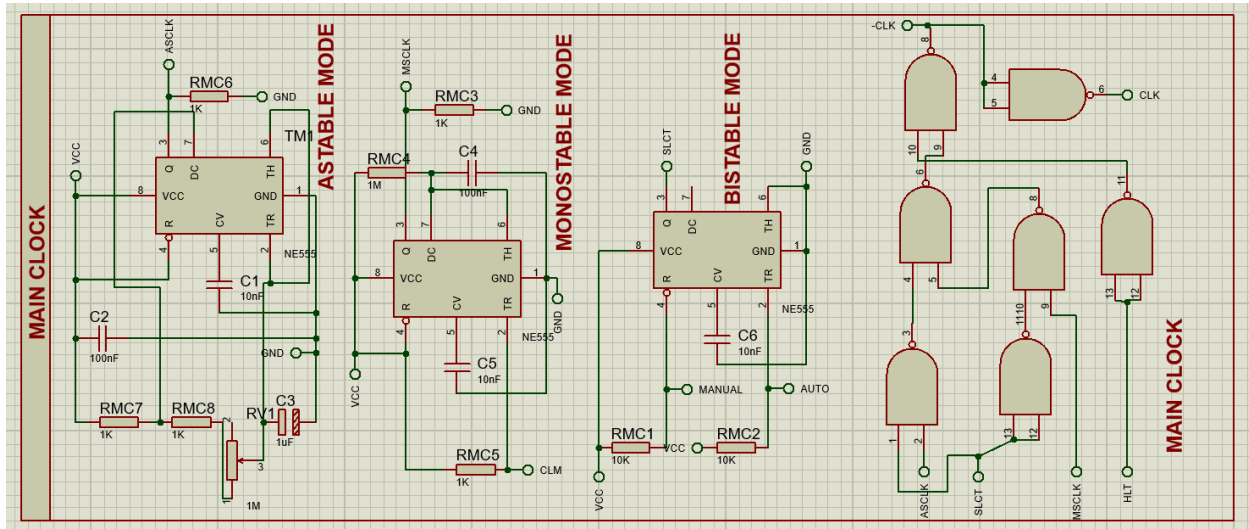 MAIN CLOCK
ASCLK
RMC6
1K
GND
VCC
TM1
3
7
6
Q
DC
TH
8
VCC
GND
1
R
CV
TR
4
5
2
NE555
C1
10nF
C2
100nF
GND
RMC7
1K
RMC8
1K
RV1
2
3
1
1M
C3
1uF
ASTABLE MODE
MSCLK
RMC3
1K
GND
RMC4
1M
C4
100nF
3
7
6
Q
DC
TH
8
VCC
GND
1
R
CV
TR
4
5
2
NE555
GND
VCC
C5
10nF
RMC5
1K
CLM
MONOSTABLE MODE
SLCT
GND
3
7
6
Q
DC
TH
8
VCC
GND
1
R
CV
TR
4
5
2
NE555
C6
10nF
MANUAL
AUTO
RMC1
10K
VCC
RMC2
10K
VCC
BISTABLE MODE
-CLK
8
4
5
6
CLK
10
9
6
8
11
4
5
11
10
9
13
12
3
1
2
13
12
ASCLK
SLCT
MSCLK
HLT
MAIN CLOCK